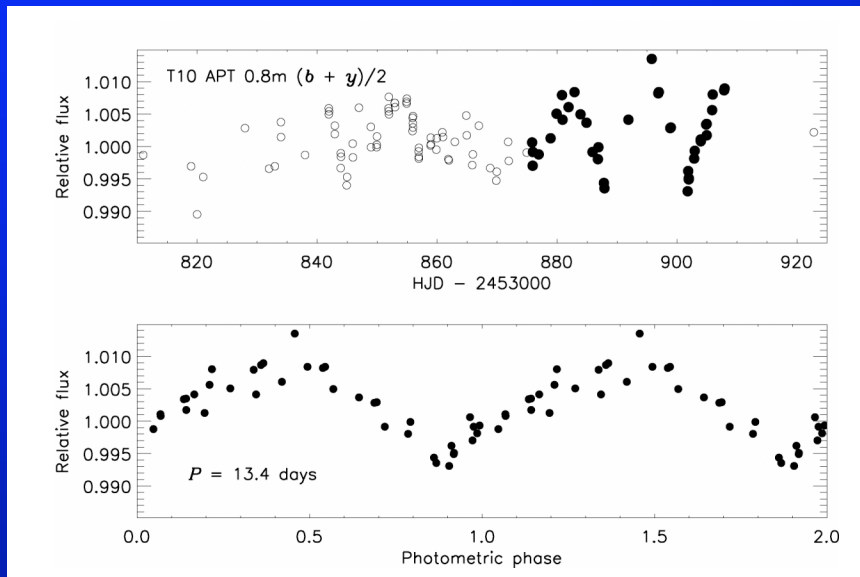 T10 APT 0.8m (b + y)/2
Relative flux
1.010
1.005
1.000
0.995
0.990
820 840 860 880 900 920
HJD − 2453000
Relative flux
1.010
1.005
1.000
0.995
0.990
P = 13.4 days
0.0 0.5 1.0 1.5 2.0
Photometric phase